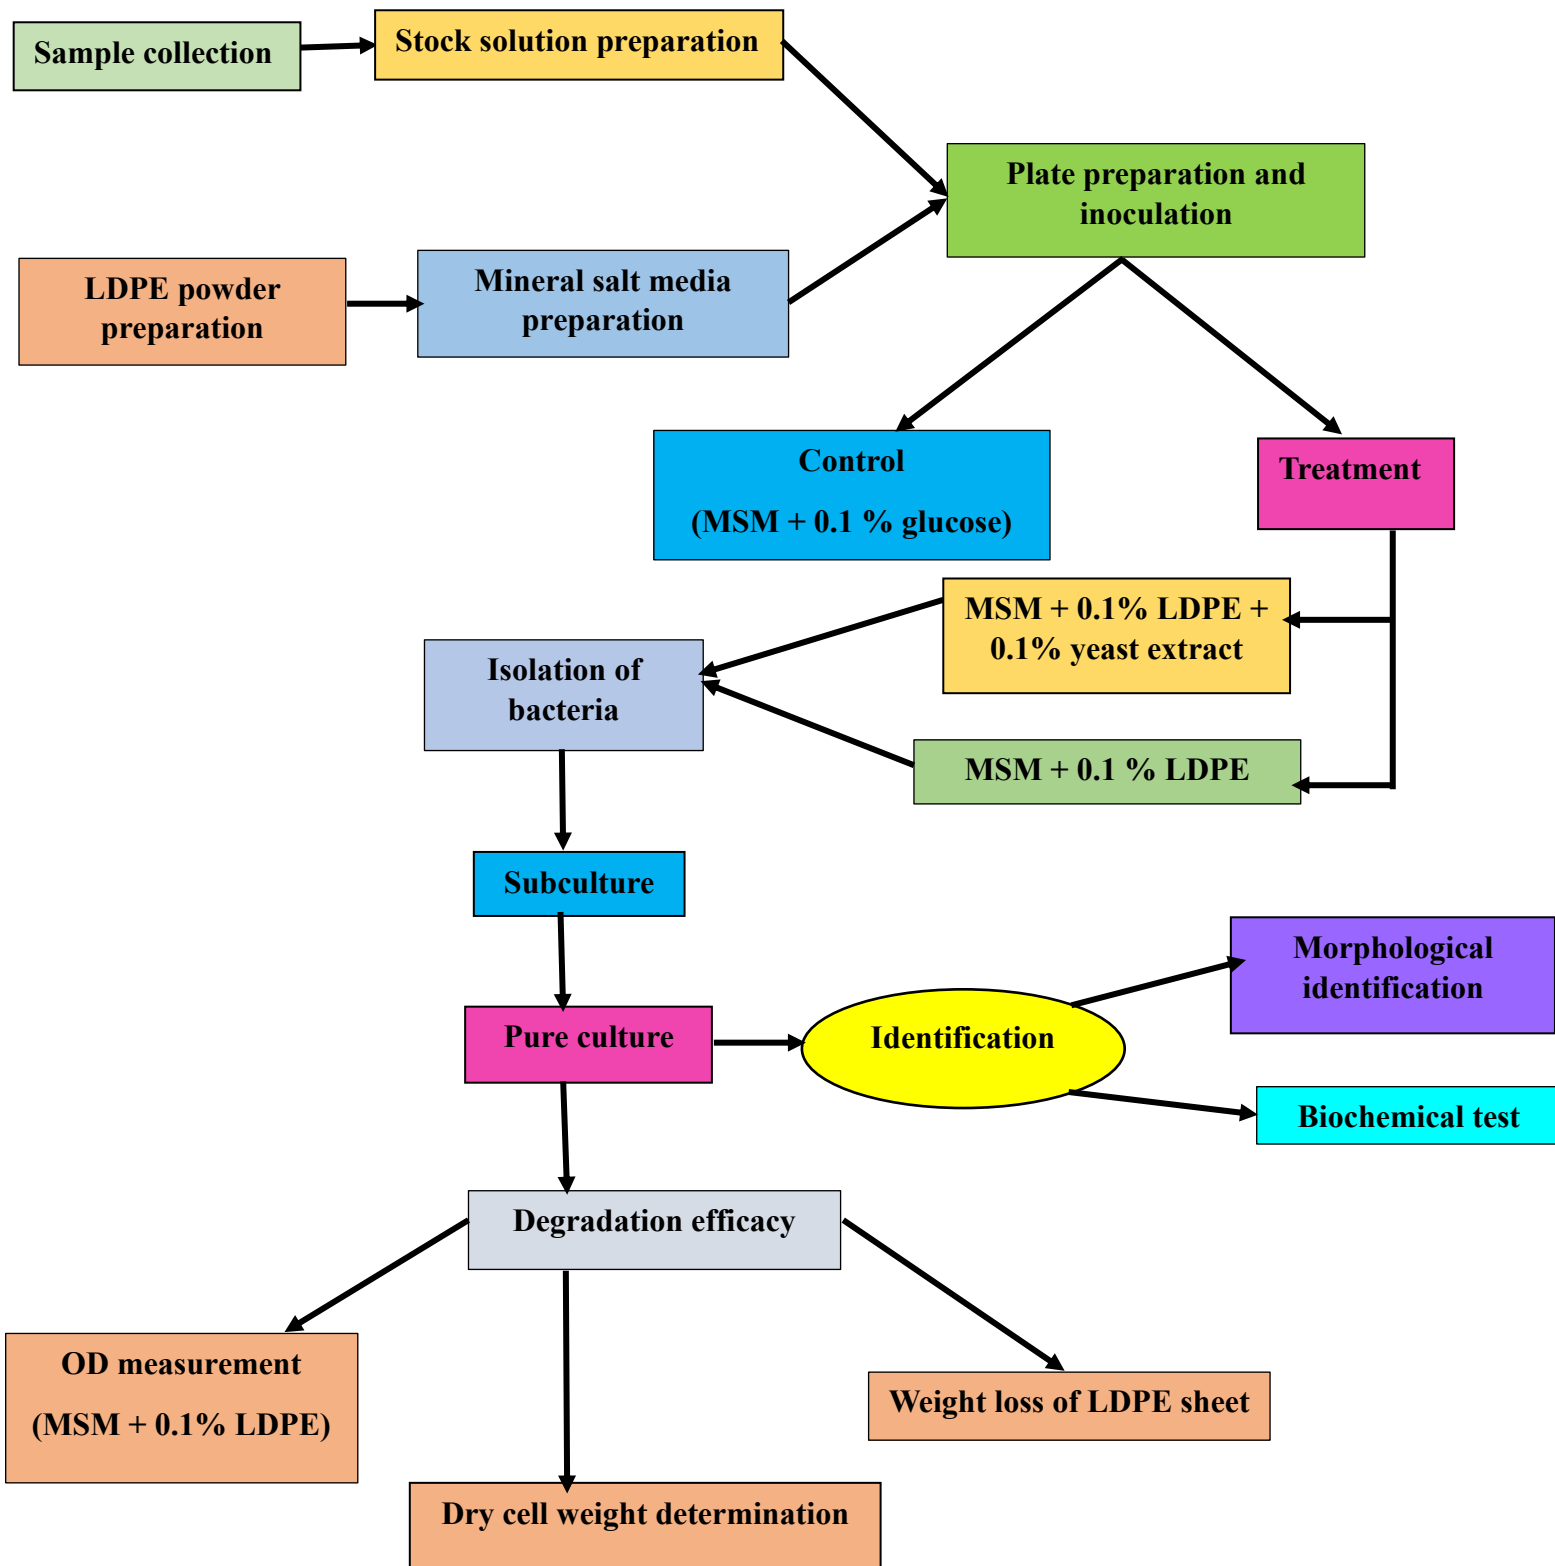 Sample collection
Stock solution preparation
Plate preparation and
inoculation
LDPE powder
preparation
Mineral salt media
preparation
Control
(MSM + 0.1 % glucose)
Treatment
MSM + 0.1% LDPE +
0.1% yeast extract
Isolation of
bacteria
MSM + 0.1 % LDPE
Subculture
Morphological
identification
Pure culture
Identification
Biochemical test
Degradation efficacy
OD measurement
(MSM + 0.1% LDPE)
Weight loss of LDPE sheet
Dry cell weight determination